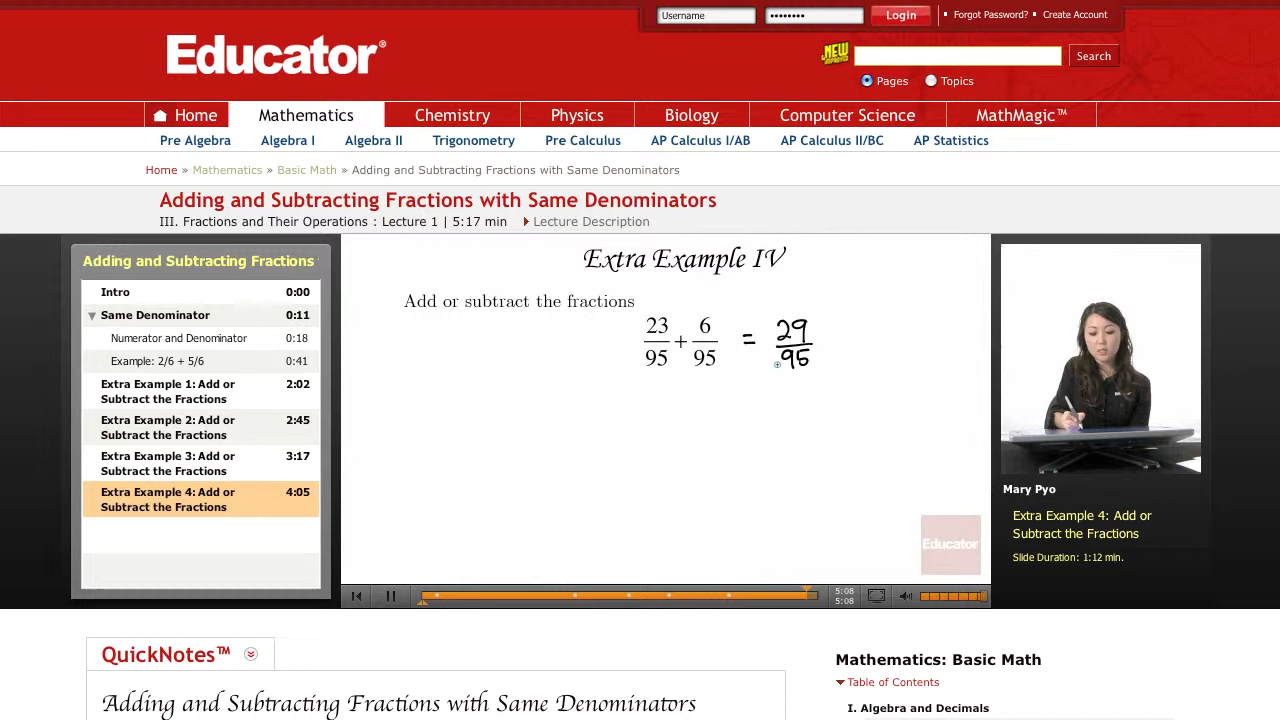 Username
••••••••
Login
Forgot Password?
Create Account
Educator®
NEW
Search
Pages
Topics
Home
Mathematics
Chemistry
Physics
Biology
Computer Science
MathMagic™
Pre Algebra
Algebra I
Algebra II
Trigonometry
Pre Calculus
AP Calculus I/AB
AP Calculus II/BC
AP Statistics
Home » Mathematics » Basic Math » Adding and Subtracting Fractions with Same Denominators
Adding and Subtracting Fractions with Same Denominators
III. Fractions and Their Operations : Lecture 1 | 5:17 min
Lecture Description
Adding and Subtracting Fractions
Intro 0:00
Same Denominator 0:11
Numerator and Denominator 0:18
Example: 2/6 + 5/6 0:41
Extra Example 1: Add or
Subtract the Fractions 2:02
Extra Example 2: Add or
Subtract the Fractions 2:45
Extra Example 3: Add or
Subtract the Fractions 3:17
Extra Example 4: Add or
Subtract the Fractions 4:05
Extra Example IV
Add or subtract the fractions
23/95 + 6/95 = 29/95
Educator
5:08
5:08
Mary Pyo
Extra Example 4: Add or
Subtract the Fractions
Slide Duration: 1:12 min.
QuickNotes™
Adding and Subtracting Fractions with Same Denominators
Mathematics: Basic Math
Table of Contents
I. Algebra and Decimals